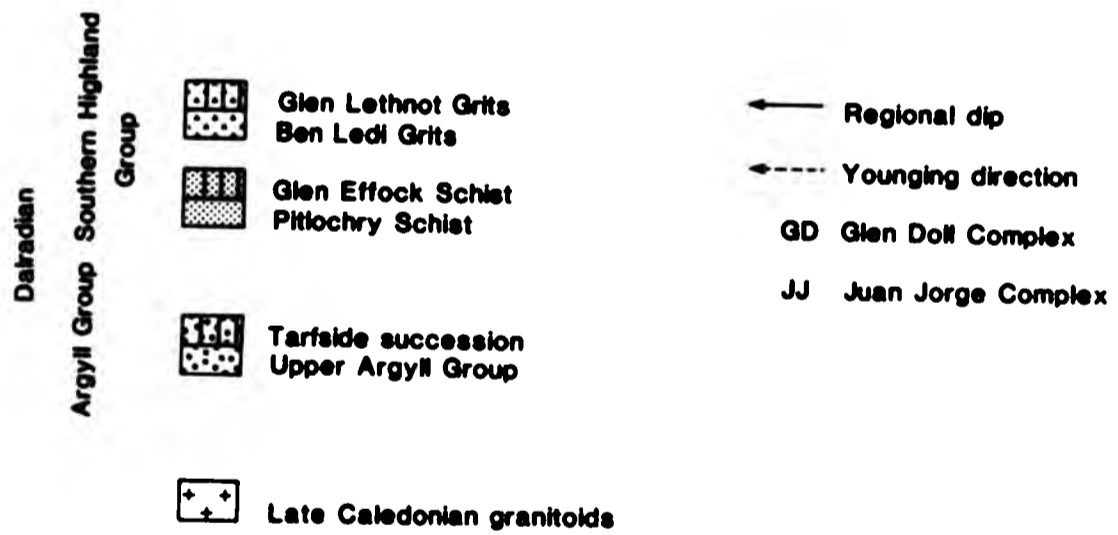 Dalradian
Argyll Group Southern Highland
Group
Glen Lethnot Grits
Ben Ledi Grits
Glen Effock Schist
Pitlochry Schist
Tarfside succession
Upper Argyll Group
Late Caledonian granitoids
Regional dip
Younging direction
GD Glen Doll Complex
JJ Juan Jorge Complex